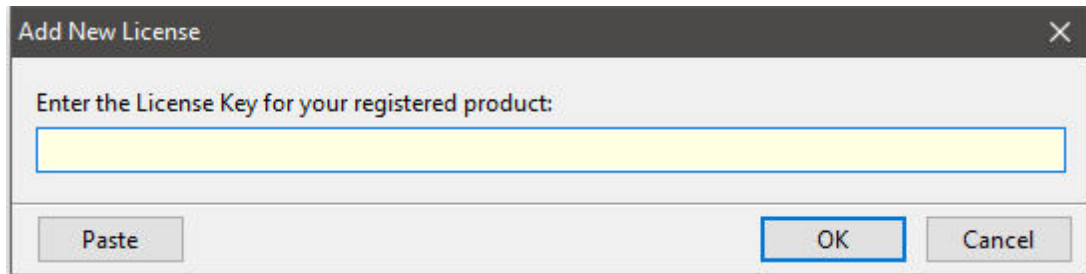 Add New License
Enter the License Key for your registered product:
Paste OK Cancel